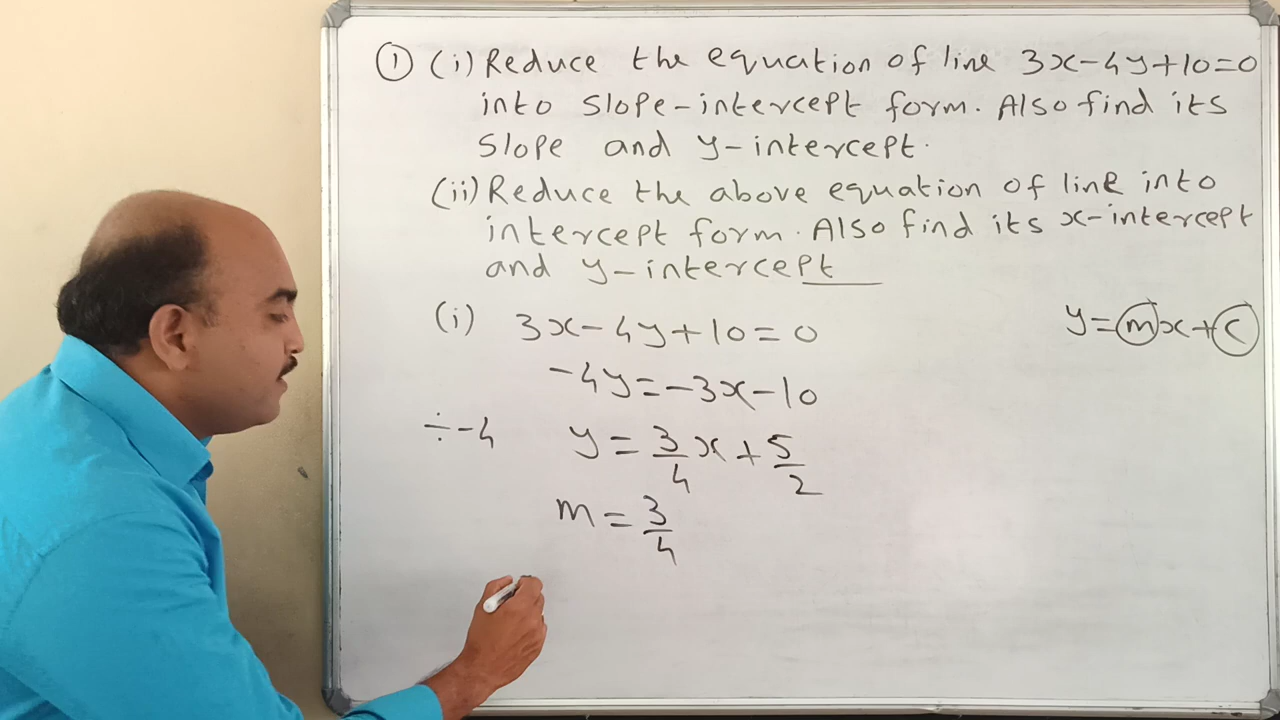 ① (i) Reduce the equation of line 3x-4y+10=0
into slope-intercept form. Also find its
Slope and y-intercept.
(ii) Reduce the above equation of line into
intercept form. Also find its x-intercept
and y-intercept
(i) 3x-4y+10=0
y=mx+c
-4y=-3x-10
÷-4 y=3/4x+5/2
m=3/4